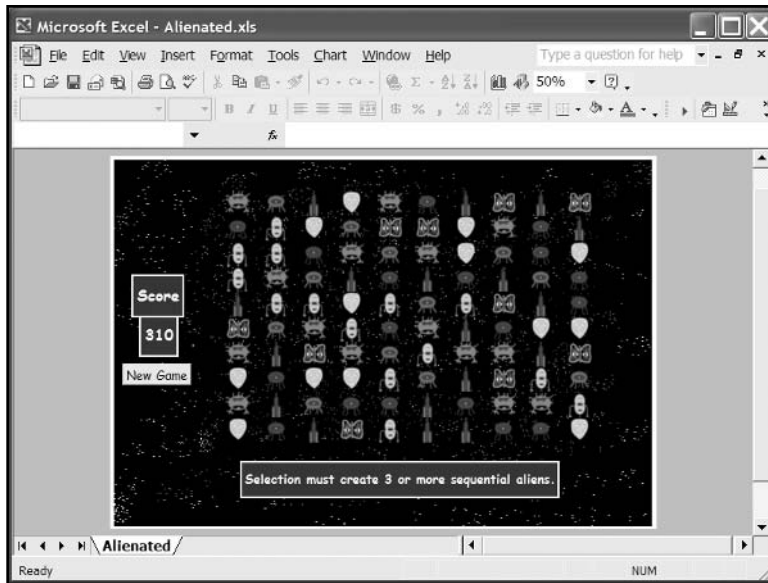 Microsoft Excel - Alienated.xls
File Edit View Insert Format Tools Chart Window Help Type a question for help
50%
B I U $ % ,
fx
Score
310
New Game
Selection must create 3 or more sequential aliens.
Alienated
Ready NUM